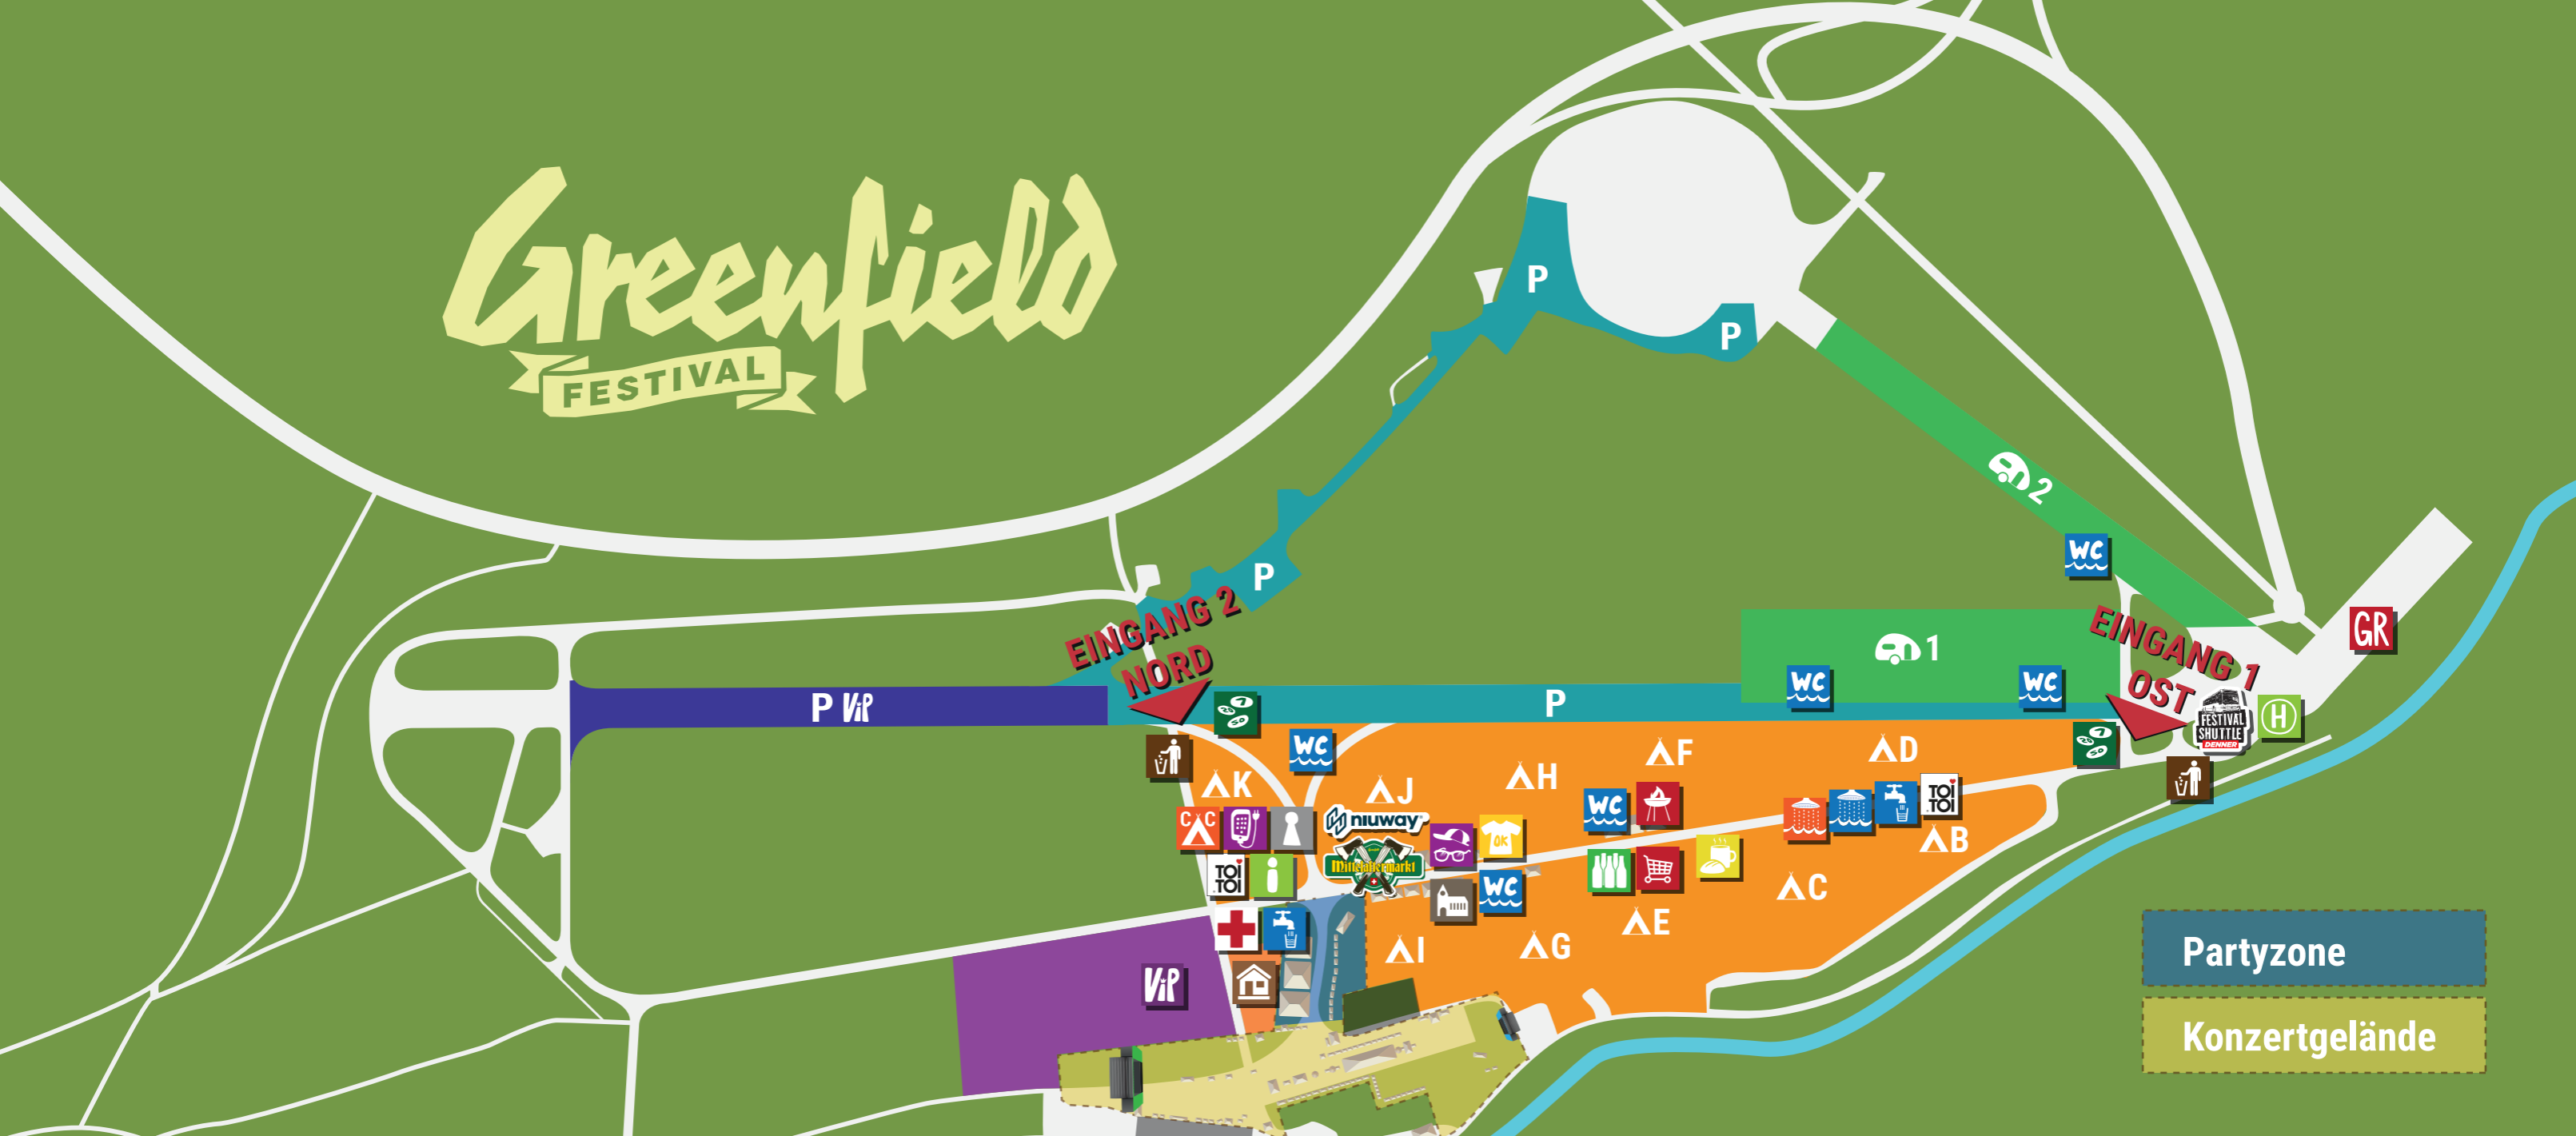 Greenfield
FESTIVAL
P
P
2
P
WC
EINGANG 2
NORD
EINGANG 1
OST
GR
1
P ViP
P
WC
WC
FESTIVAL
SHUTTLE
DENNER
H
WC
K
J
H
F
D
C C
niuway
OK
WC
TOI
TOI
B
TOI
TOI
i
Mittelaltermarkt
WC
C
E
I
G
ViP
Partyzone
Konzertgelände